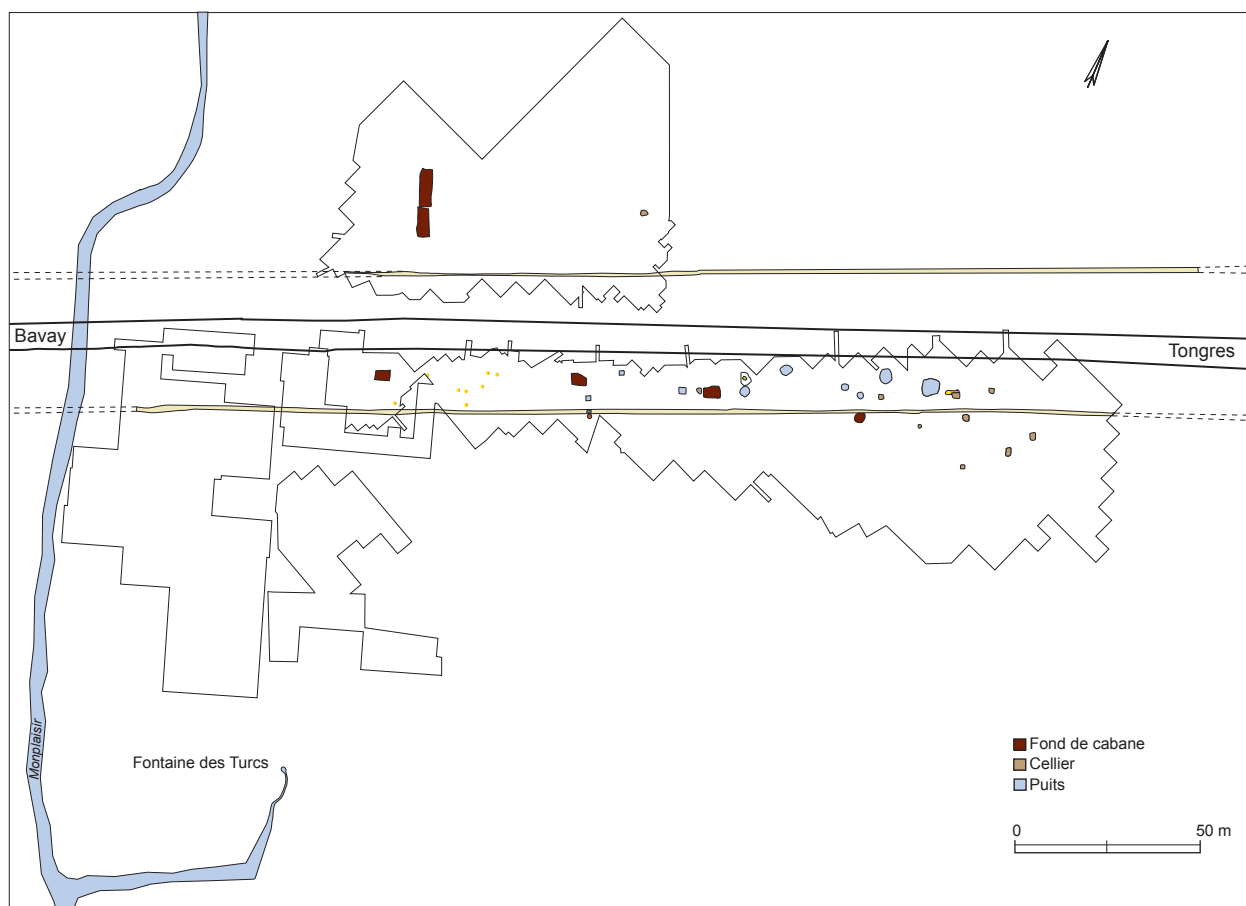 Bavay
Tongres
Monplaisir
Fontaine des Turcs
Fond de cabane
Cellier
Puits
0 50 m